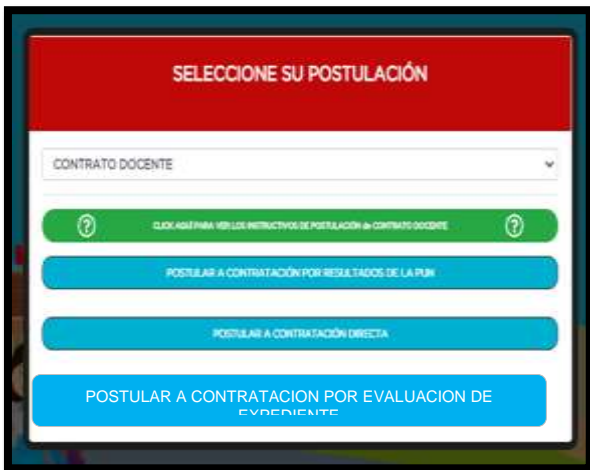 SELECCIONE SU POSTULACIÓN
CONTRATO DOCENTE
CLICK AQUÍ PARA VER LOS INSTRUCTIVOS DE POSTULACIÓN de CONTRATO DOCENTE
POSTULAR A CONTRATACIÓN POR RESULTADOS DE LA PUN
POSTULAR A CONTRATACIÓN DIRECTA
POSTULAR A CONTRATACION POR EVALUACION DE
EXPEDIENTE